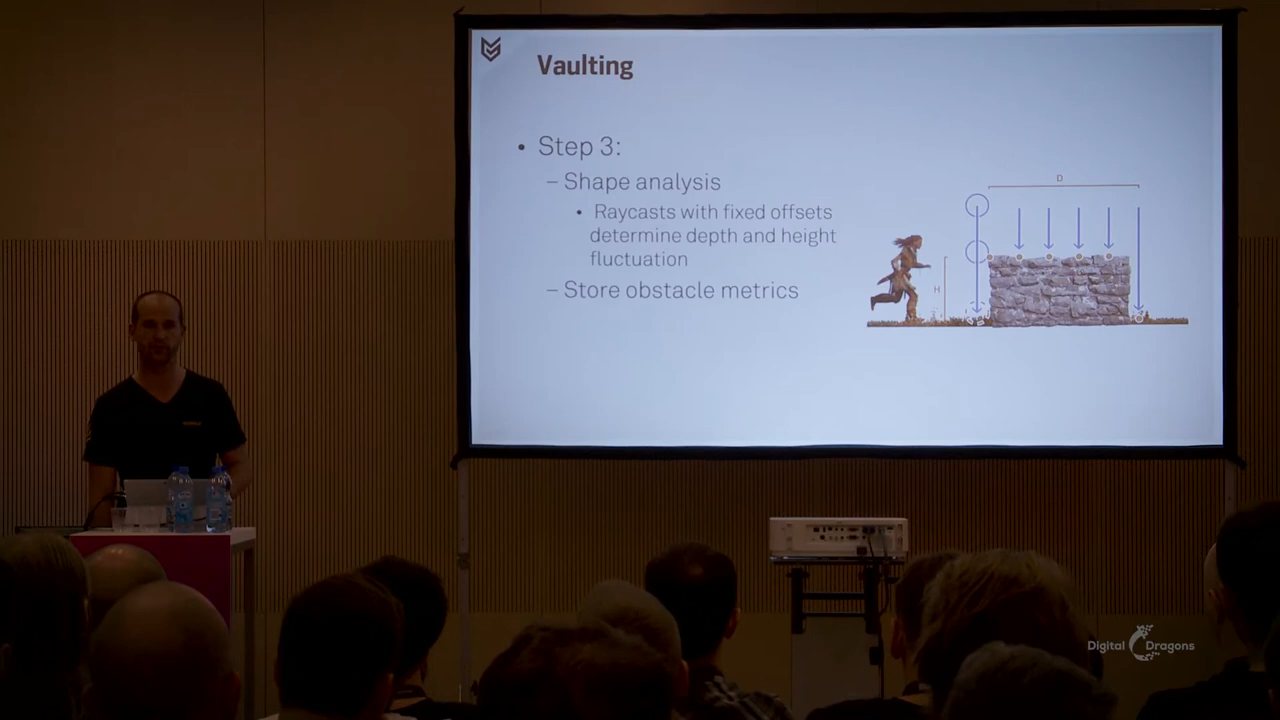 Vaulting
• Step 3:
– Shape analysis
• Raycasts with fixed offsets
determine depth and height
fluctuation
– Store obstacle metrics
D
H
Digital Dragons